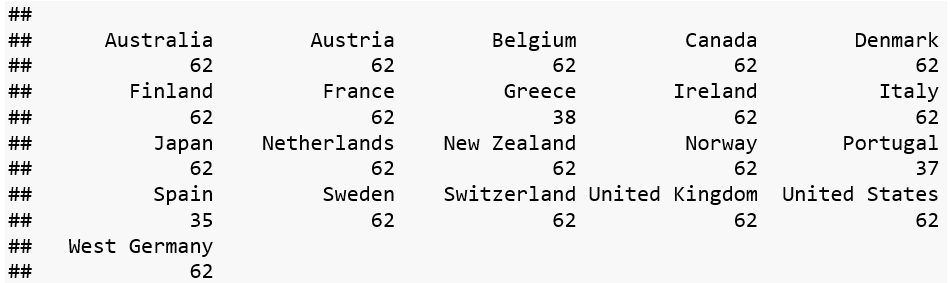 ##
##      Australia        Austria        Belgium         Canada        Denmark
##             62             62             62             62             62
##        Finland         France         Greece        Ireland          Italy
##             62             62             38             62             62
##          Japan    Netherlands    New Zealand         Norway       Portugal
##             62             62             62             62             37
##          Spain         Sweden    Switzerland United Kingdom  United States
##             35             62             62             62             62
##   West Germany
##             62